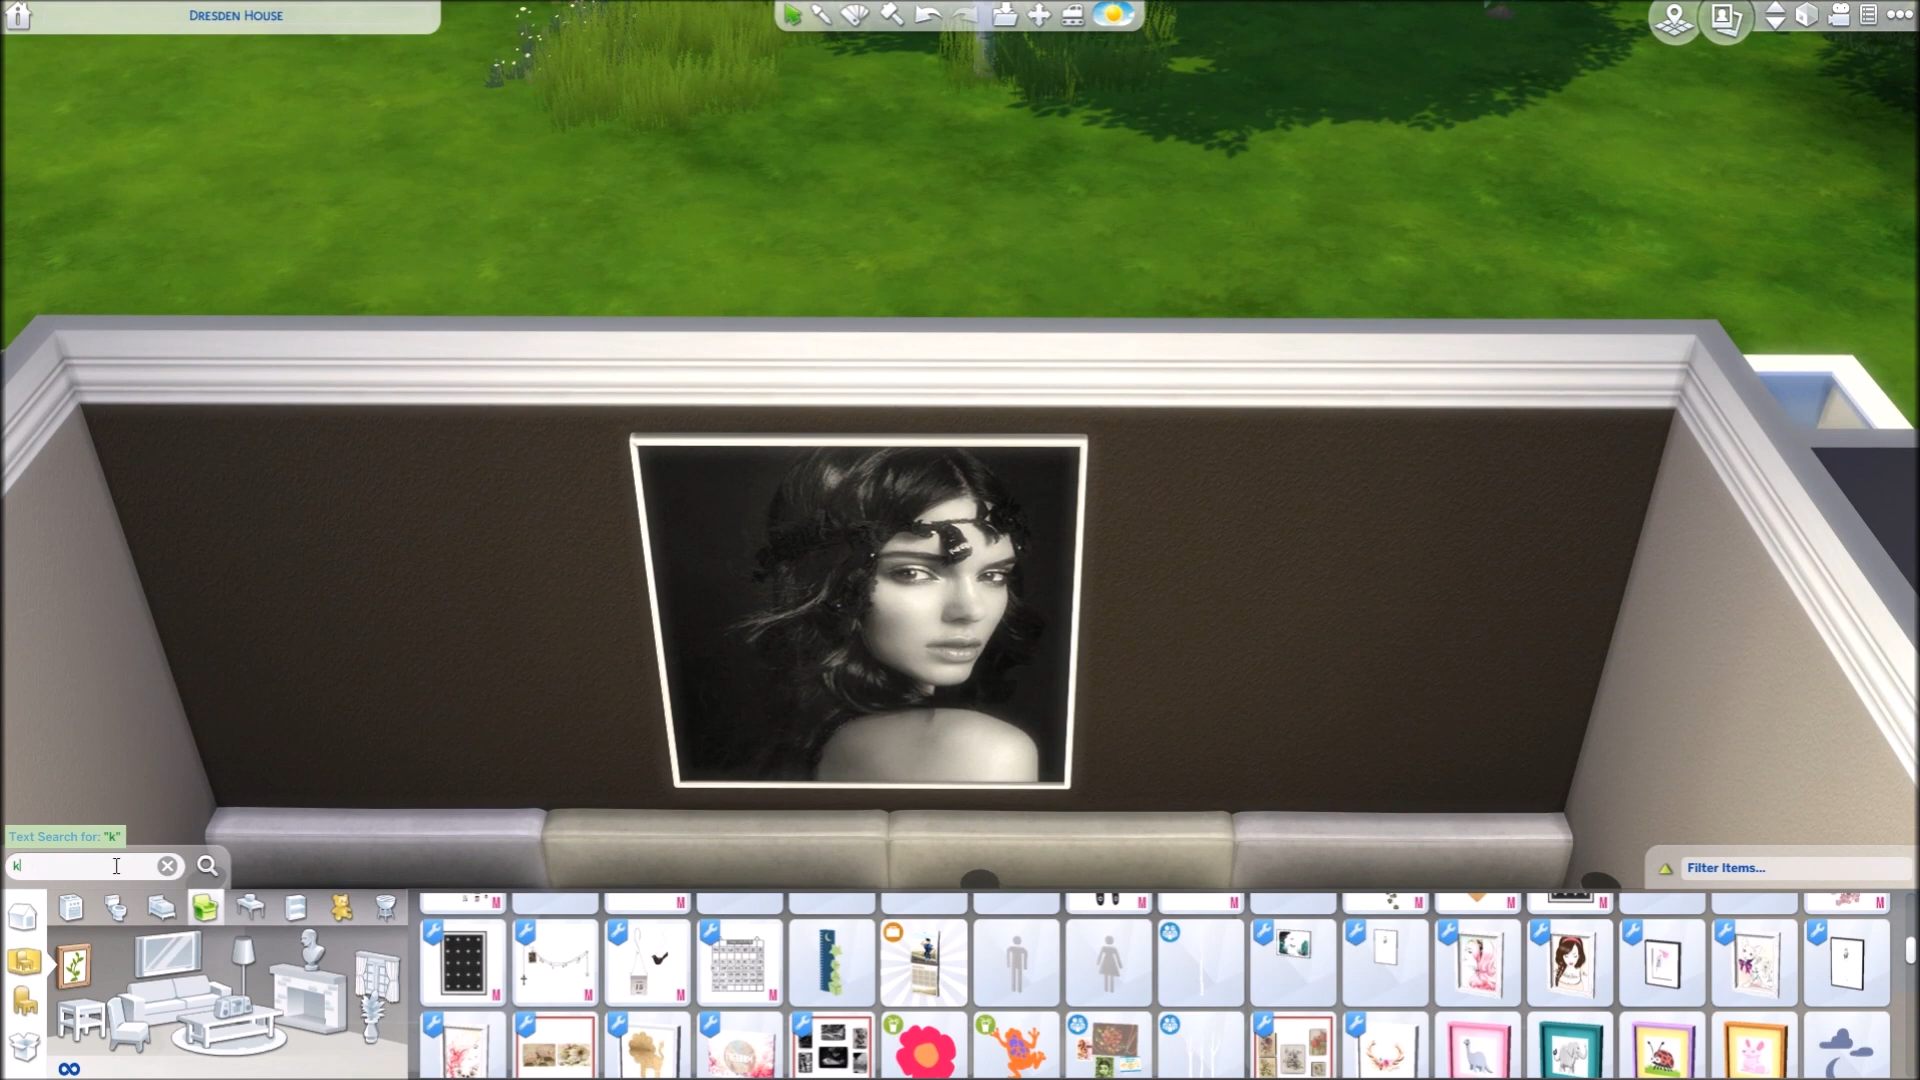 DRESDEN HOUSE
Text Search for: "k"
k
Filter Items...
M M M M M M M M M
M M M M